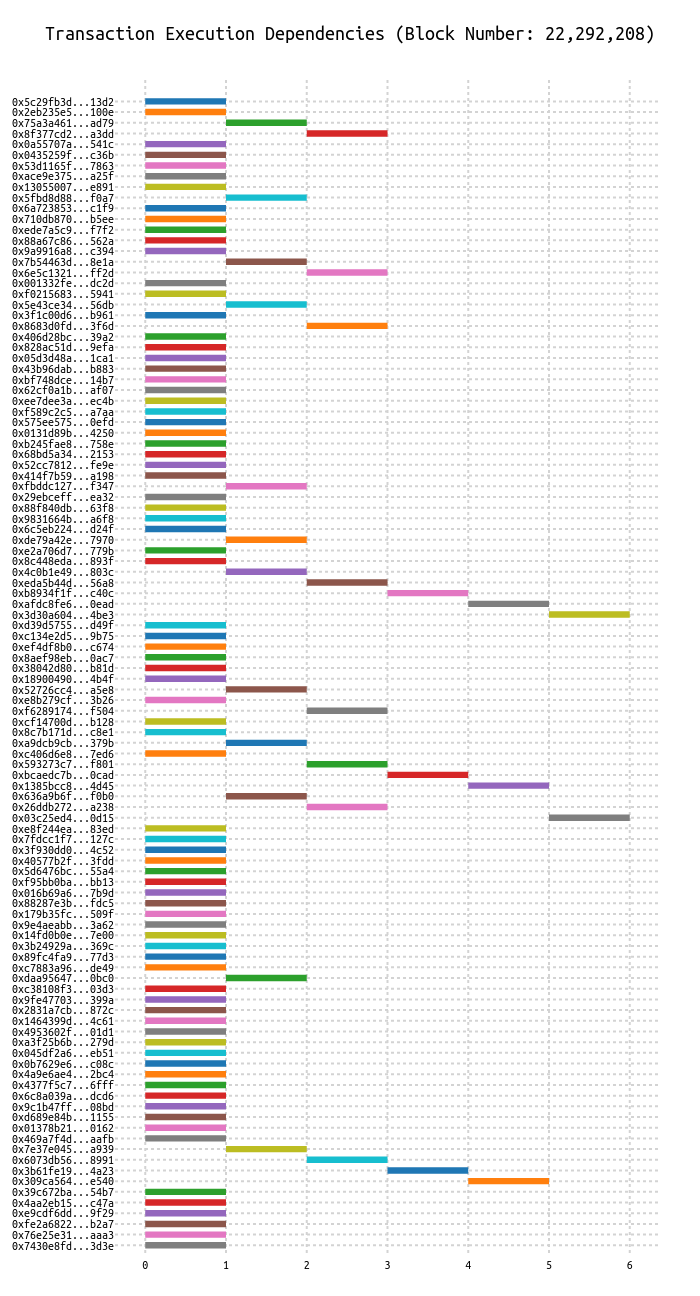 Transaction Execution Dependencies (Block Number: 22,292,208)
0x5c29fb3d...13d2
0x2eb235e5...100e
0x75a3a461...ad79
0x8f377cd2...a3dd
0x0a55707a...541c
0x0435259f...c36b
0x53d1165f...7863
0xace9e375...a25f
0x13055007...e891
0x5fbd8d88...f0a7
0x6a723853...c1f9
0x710db870...b5ee
0xede7a5c9...f7f2
0x88a67c86...562a
0x9a9916a8...c394
0x7b54463d...8e1a
0x6e5c1321...ff2d
0x001332fe...dc2d
0xf0215683...5941
0x5e43ce34...56db
0x3f1c00d6...b961
0x8683d0fd...3f6d
0x406d28bc...39a2
0x828ac51d...9efa
0x05d3d48a...1ca1
0x43b96dab...b883
0xbf748dce...14b7
0x62cf0a1b...af07
0xee7dee3a...ec4b
0xf589c2c5...a7aa
0x575ee575...0efd
0x0131d89b...4250
0xb245fae8...758e
0x68bd5a34...2153
0x52cc7812...fe9e
0x414f7b59...a198
0xfbddc127...f347
0x29ebceff...ea32
0x88f840db...63f8
0x9831664b...a6f8
0x6c5eb224...d24f
0xde79a42e...7970
0xe2a706d7...779b
0x8c448eda...893f
0x4c0b1e49...803c
0xeda5b44d...56a8
0xb8934f1f...c40c
0xafdc8fe6...0ead
0x3d30a604...4be3
0xd39d5755...d49f
0xc134e2d5...9b75
0xef4df8b0...c674
0x8aef98eb...0ac7
0x38042d80...b81d
0x18900490...4b4f
0x52726cc4...a5e8
0xe8b279cf...3b26
0xf6289174...f504
0xcf14700d...b128
0x8c7b171d...c8e1
0xa9dcb9cb...379b
0xc406d6e8...7ed6
0x593273c7...f801
0xbcaedc7b...0cad
0x1385bcc8...4d45
0x636a9b6f...f0b0
0x26ddb272...a238
0x03c25ed4...0d15
0xe8f244ea...83ed
0x7fdcc1f7...127c
0x3f930dd0...4c52
0x40577b2f...3fdd
0x5d6476bc...55a4
0xf95bb0ba...bb13
0x016b69a6...7b9d
0x88287e3b...fdc5
0x179b35fc...509f
0x9e4aeabb...3a62
0x14fd0b0e...7e00
0x3b24929a...369c
0x89fc4fa9...77d3
0xc7883a96...de49
0xdaa95647...0bc0
0xc38108f3...03d3
0x9fe47703...399a
0x2831a7cb...872c
0x1464399d...4c61
0x4953602f...01d1
0xa3f25b6b...279d
0x045df2a6...eb51
0x0b7629e6...c08c
0x4a9e6ae4...2bc4
0x4377f5c7...6fff
0x6c8a039a...dcd6
0x9c1b47ff...08bd
0xd689e84b...1155
0x01378b21...0162
0x469a7f4d...aafb
0x7e37e045...a939
0x6073db56...8991
0x3b61fe19...4a23
0x309ca564...e540
0x39c672ba...54b7
0x4aa2eb15...c47a
0xe9cdf6dd...9f29
0xfe2a6822...b2a7
0x76e25e31...aaa3
0x7430e8fd...3d3e
0 1 2 3 4 5 6